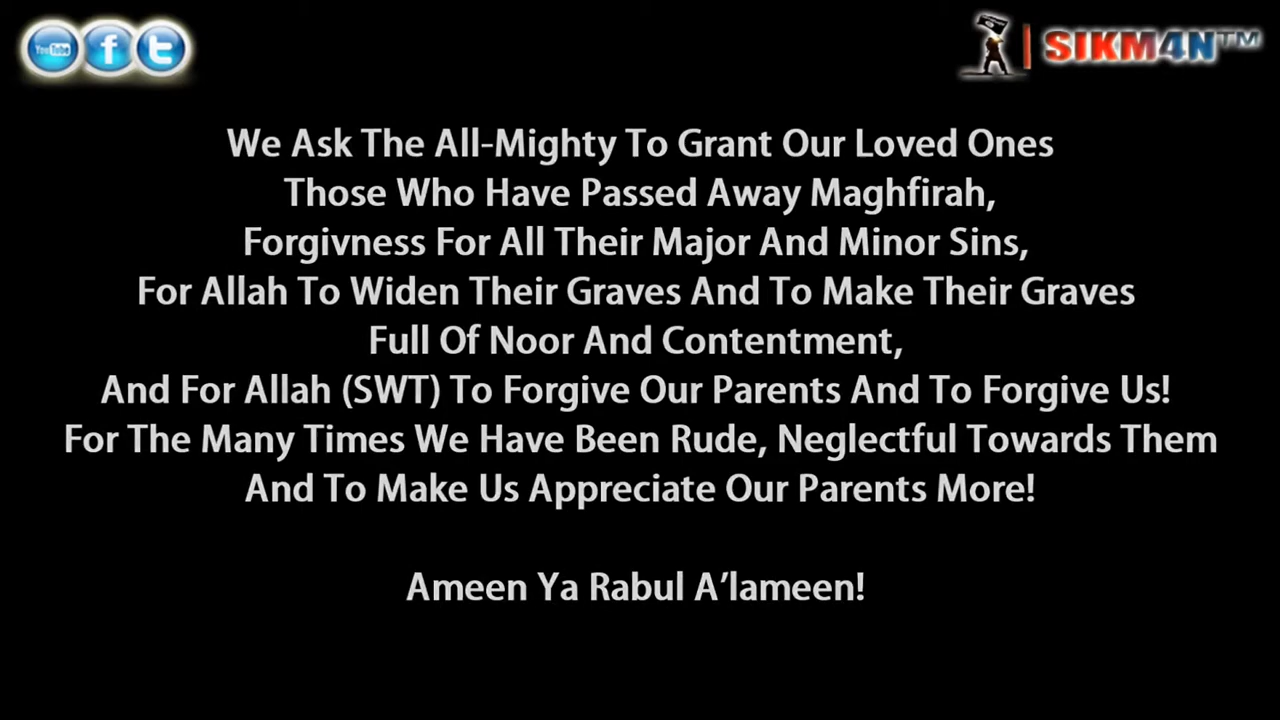 You Tube f t
SIKM4N™
We Ask The All-Mighty To Grant Our Loved Ones
Those Who Have Passed Away Maghfirah,
Forgivness For All Their Major And Minor Sins,
For Allah To Widen Their Graves And To Make Their Graves
Full Of Noor And Contentment,
And For Allah (SWT) To Forgive Our Parents And To Forgive Us!
For The Many Times We Have Been Rude, Neglectful Towards Them
And To Make Us Appreciate Our Parents More!
Ameen Ya Rabul A’lameen!